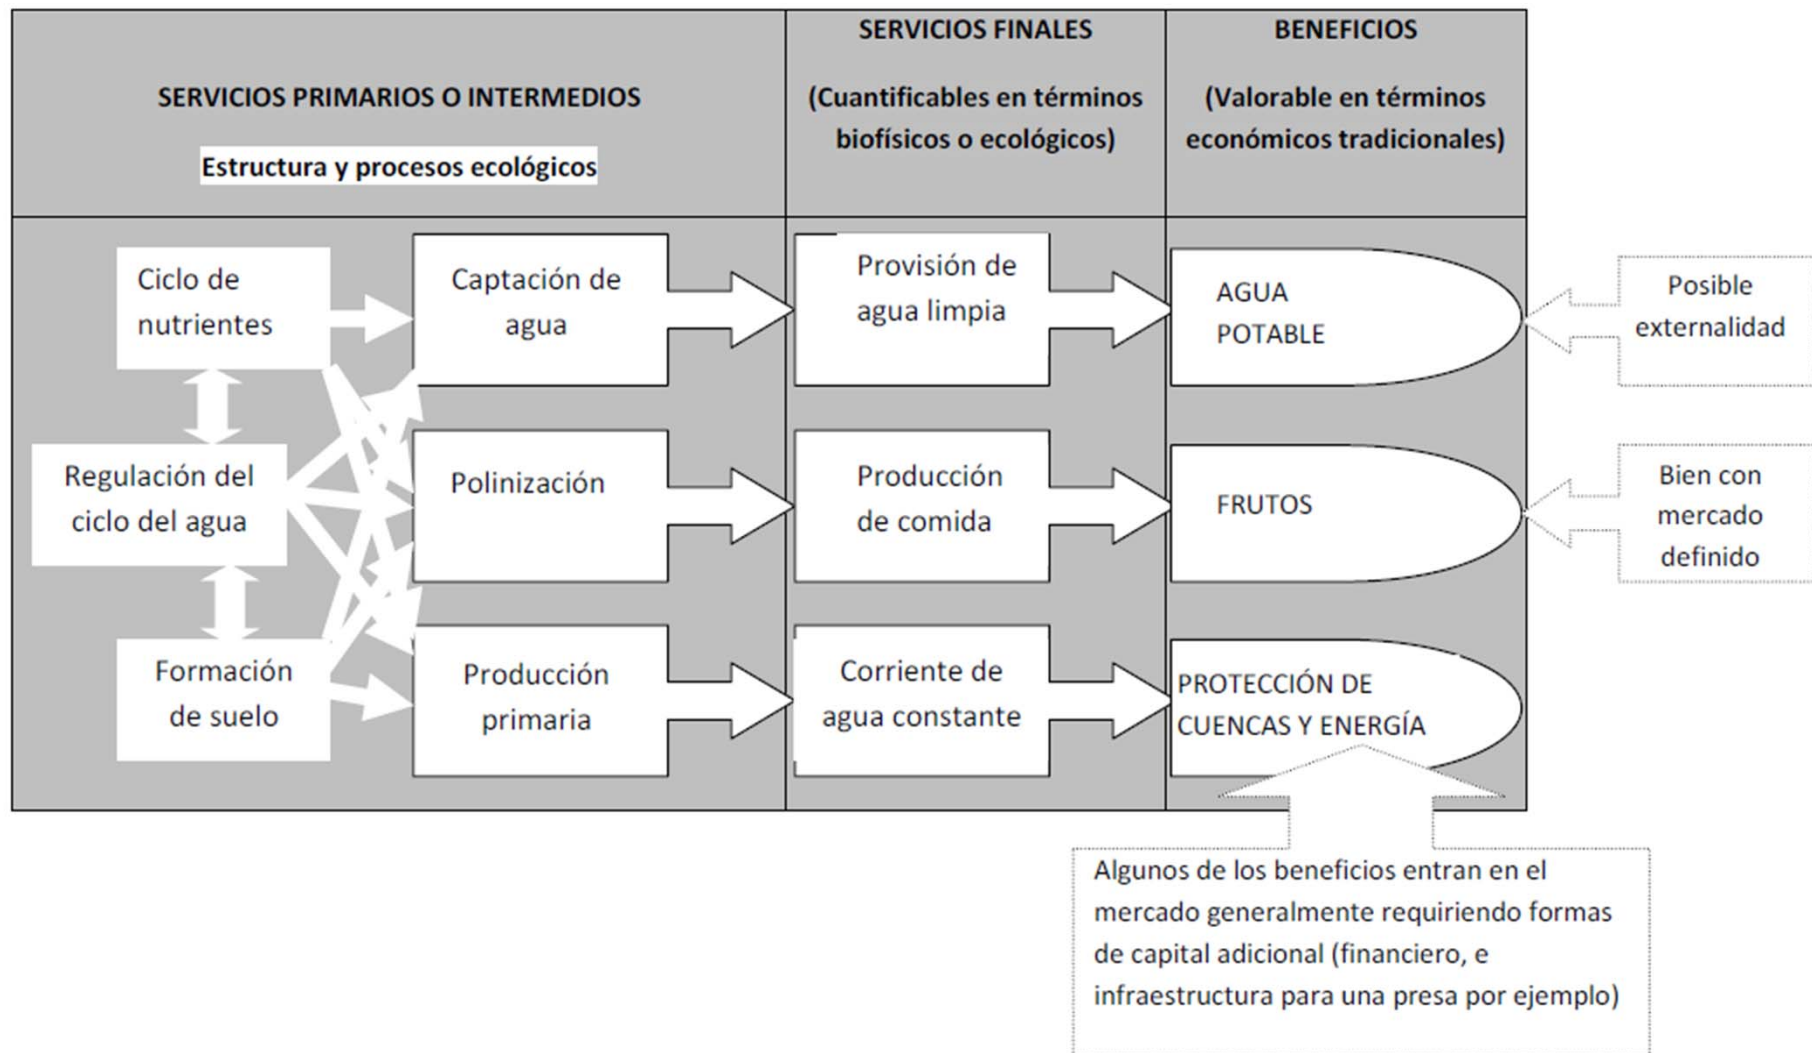 SERVICIOS PRIMARIOS O INTERMEDIOS
Estructura y procesos ecológicos
SERVICIOS FINALES
(Cuantificables en términos
biofísicos o ecológicos)
BENEFICIOS
(Valorable en términos
económicos tradicionales)
Ciclo de
nutrientes
Captación de
agua
Provisión de
agua limpia
AGUA
POTABLE
Posible
externalidad
Regulación del
ciclo del agua
Polinización
Producción
de comida
FRUTOS
Bien con
mercado
definido
Formación
de suelo
Producción
primaria
Corriente de
agua constante
PROTECCIÓN DE
CUENCAS Y ENERGÍA
Algunos de los beneficios entran en el
mercado generalmente requiriendo formas
de capital adicional (financiero, e
infraestructura para una presa por ejemplo)